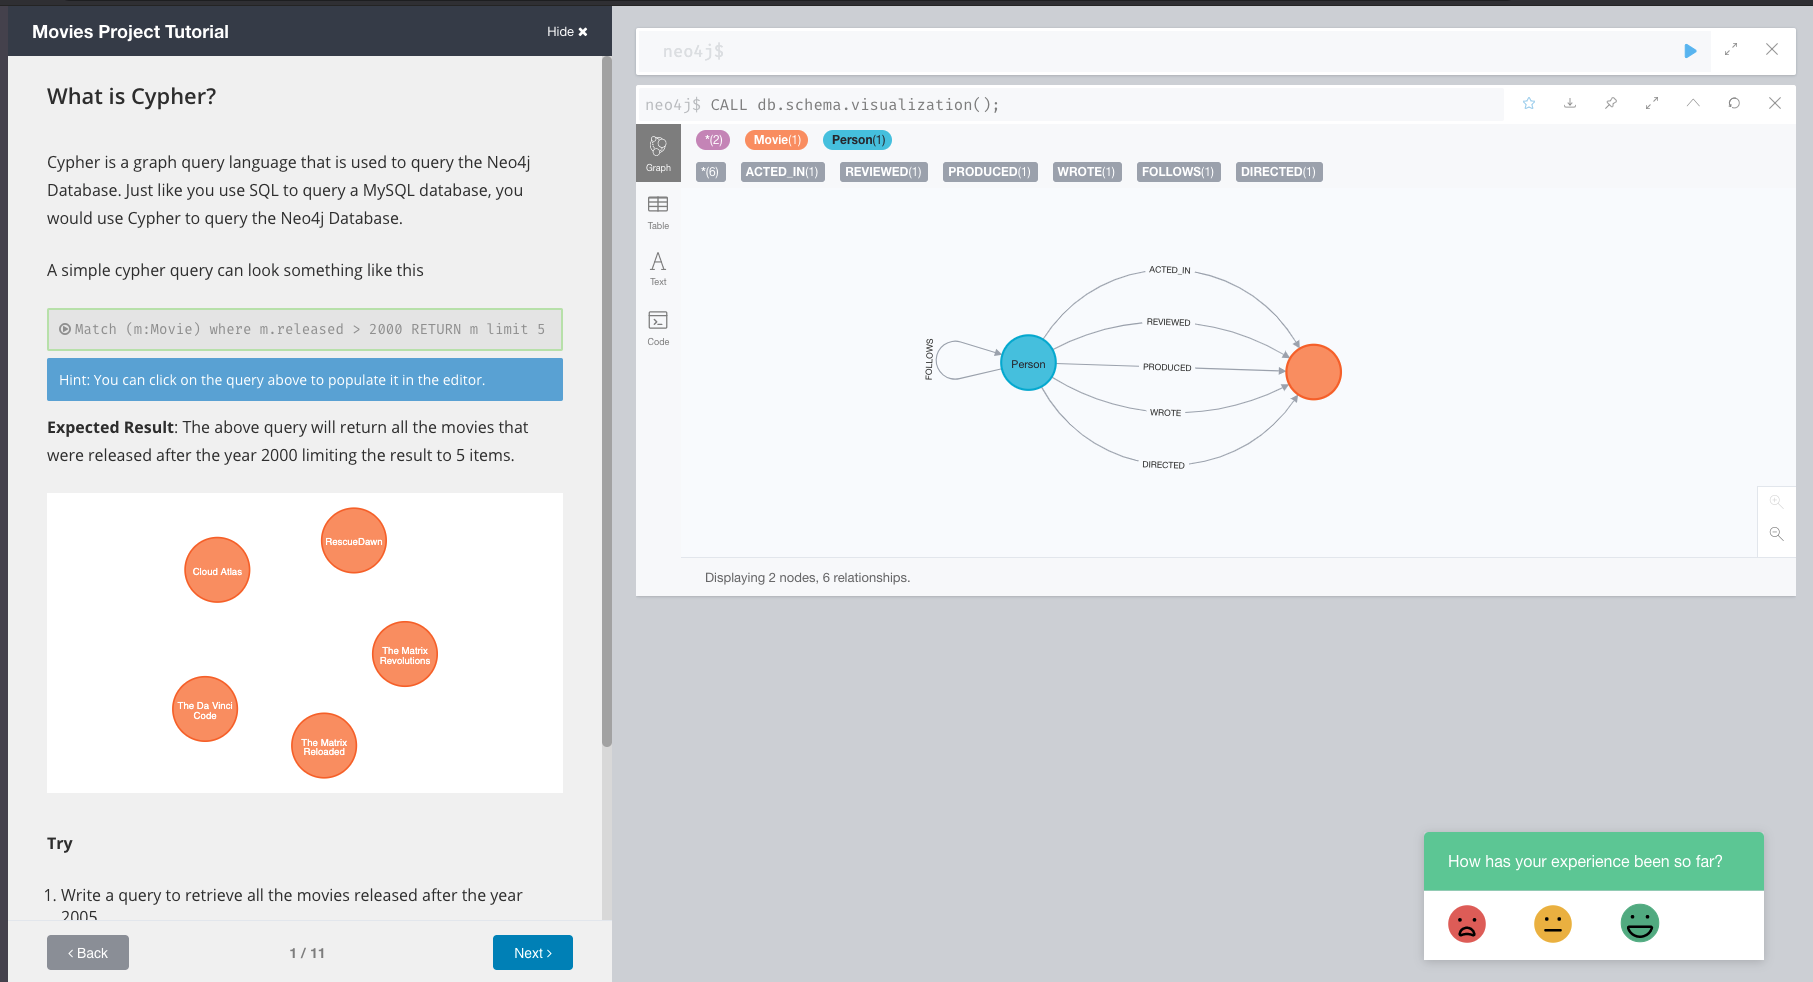 Movies Project Tutorial
Hide ✖
What is Cypher?
Cypher is a graph query language that is used to query the Neo4j
Database. Just like you use SQL to query a MySQL database, you
would use Cypher to query the Neo4j Database.
A simple cypher query can look something like this
Match (m:Movie) where m.released > 2000 RETURN m limit 5
Hint: You can click on the query above to populate it in the editor.
Expected Result: The above query will return all the movies that
were released after the year 2000 limiting the result to 5 items.
RescueDawn
Cloud Atlas
The Matrix
Revolutions
The Da Vinci
Code
The Matrix
Reloaded
Try
1. Write a query to retrieve all the movies released after the year
2005
< Back
1 / 11
Next >
neo4j$
neo4j$ CALL db.schema.visualization();
*(2)
Movie(1)
Person(1)
*(6)
ACTED_IN(1)
REVIEWED(1)
PRODUCED(1)
WROTE(1)
FOLLOWS(1)
DIRECTED(1)
Graph
Table
A
Text
Code
ACTED_IN
REVIEWED
FOLLOWS
Person
PRODUCED
WROTE
DIRECTED
Displaying 2 nodes, 6 relationships.
How has your experience been so far?